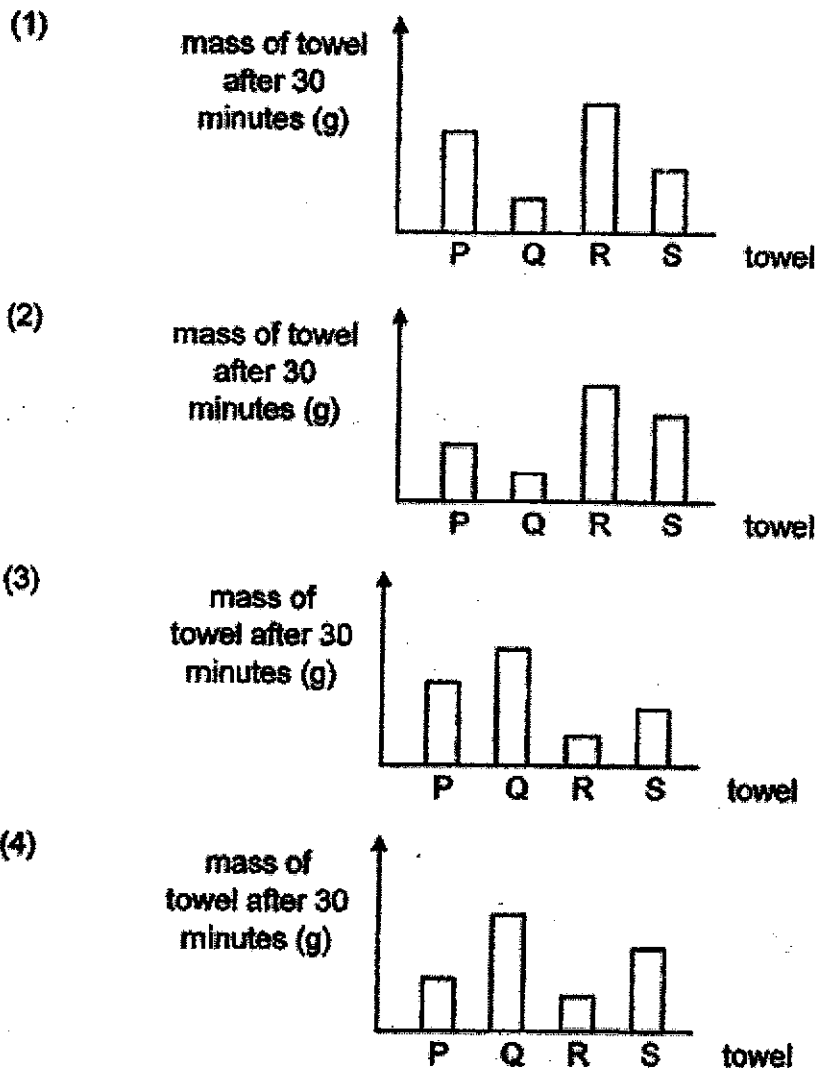 (1)
mass of towel
after 30
minutes (g)
P Q R S towel
(2)
mass of towel
after 30
minutes (g)
P Q R S towel
(3)
mass of
towel after 30
minutes (g)
P Q R S towel
(4)
mass of
towel after 30
minutes (g)
P Q R S towel